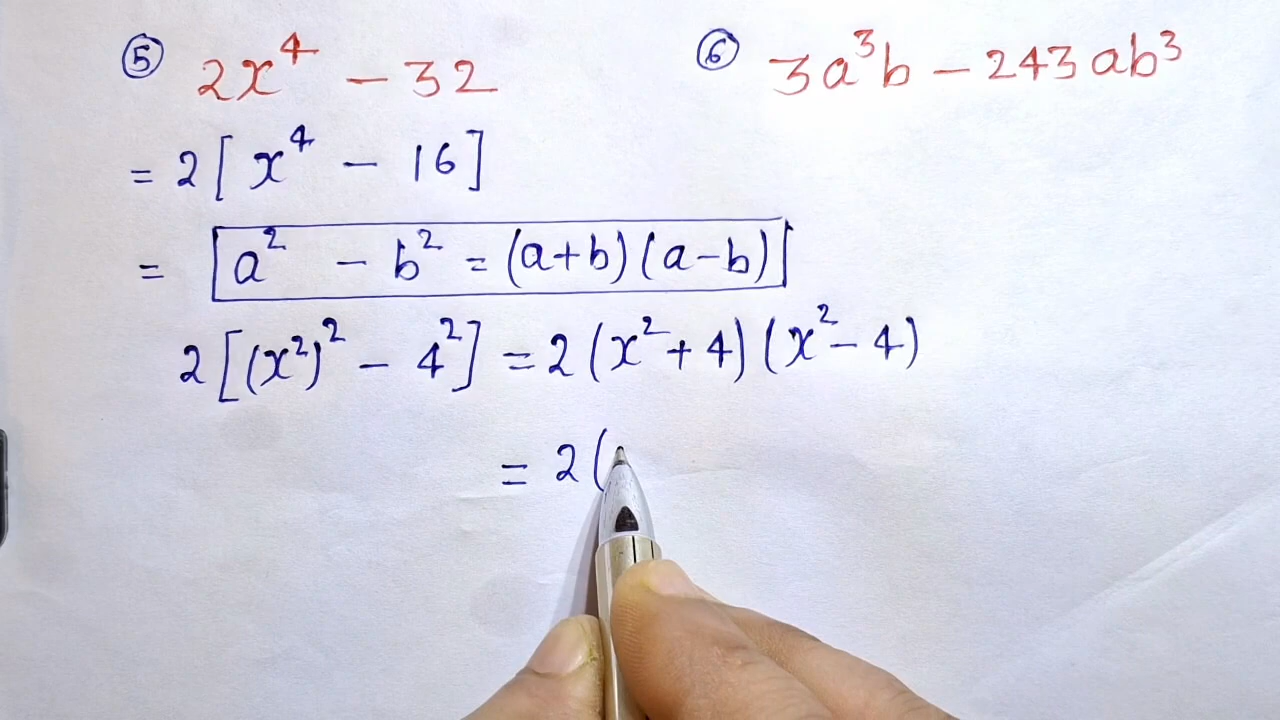 ⑤ 2x⁴ - 32
= 2[x⁴ - 16]
= a² - b² = (a+b)(a-b)
2[(x²)² - 4²] = 2(x²+4)(x²-4)
= 2(
⑥ 3a³b - 243ab³